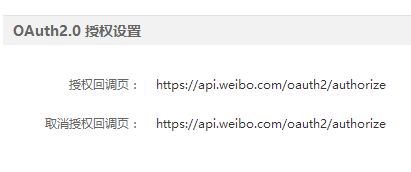 OAuth2.0 授权设置
授权回调页： https://api.weibo.com/oauth2/authorize
取消授权回调页： https://api.weibo.com/oauth2/authorize